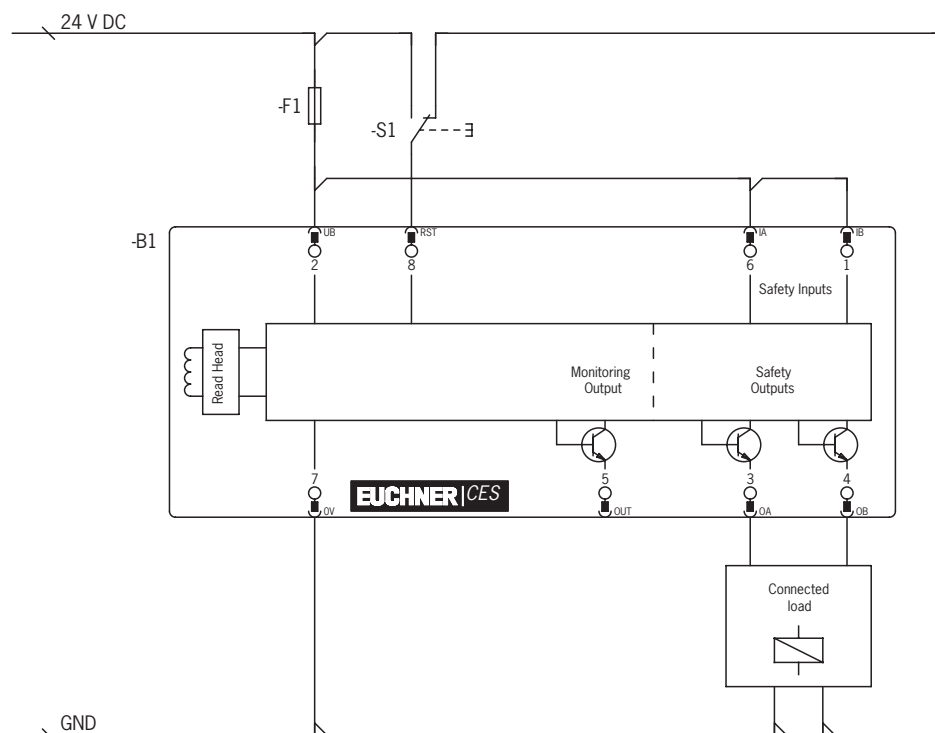 24 V DC
-F1
-S1
-B1
UB
RST
IA
IB
2
8
6
1
Safety Inputs
Read Head
Monitoring
Output
Safety
Outputs
7
5
3
4
EUCHNER CES
0V
OUT
OA
OB
Connected
load
GND